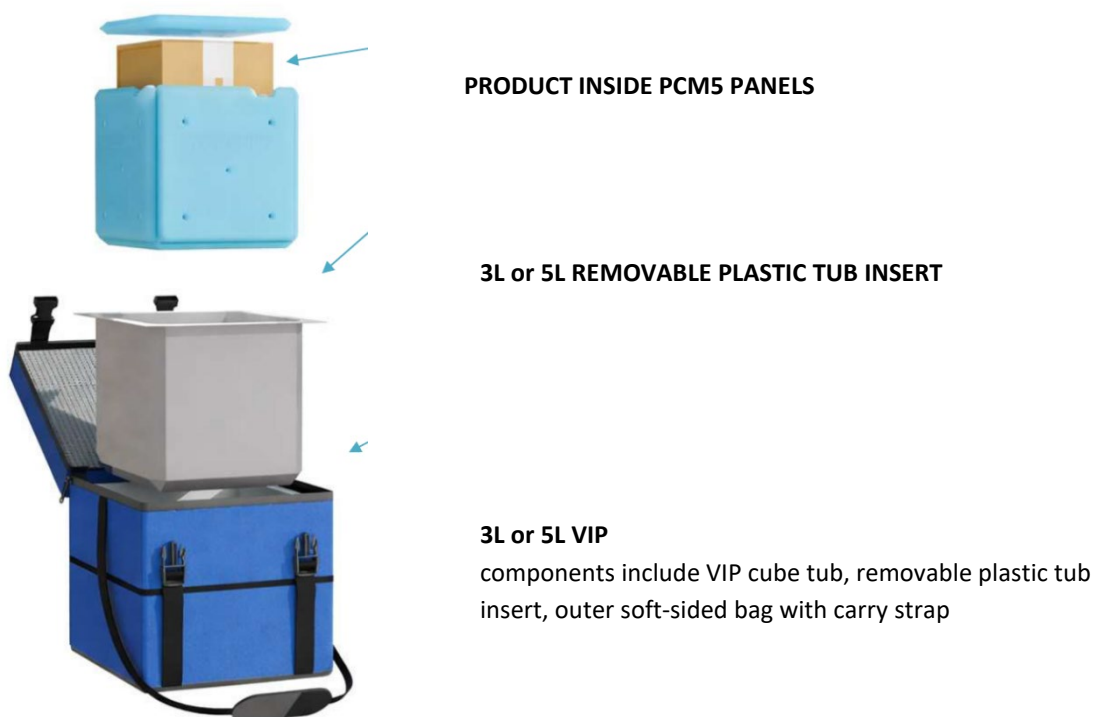 PRODUCT INSIDE PCM5 PANELS
3L or 5L REMOVABLE PLASTIC TUB INSERT
3L or 5L VIP
components include VIP cube tub, removable plastic tub
insert, outer soft-sided bag with carry strap